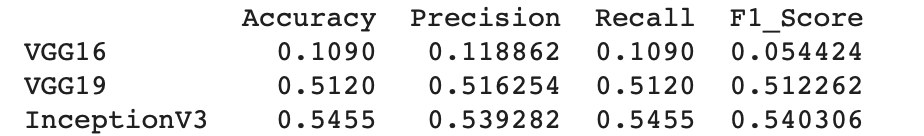 Accuracy Precision Recall F1_Score
VGG16 0.1090 0.118862 0.1090 0.054424
VGG19 0.5120 0.516254 0.5120 0.512262
InceptionV3 0.5455 0.539282 0.5455 0.540306